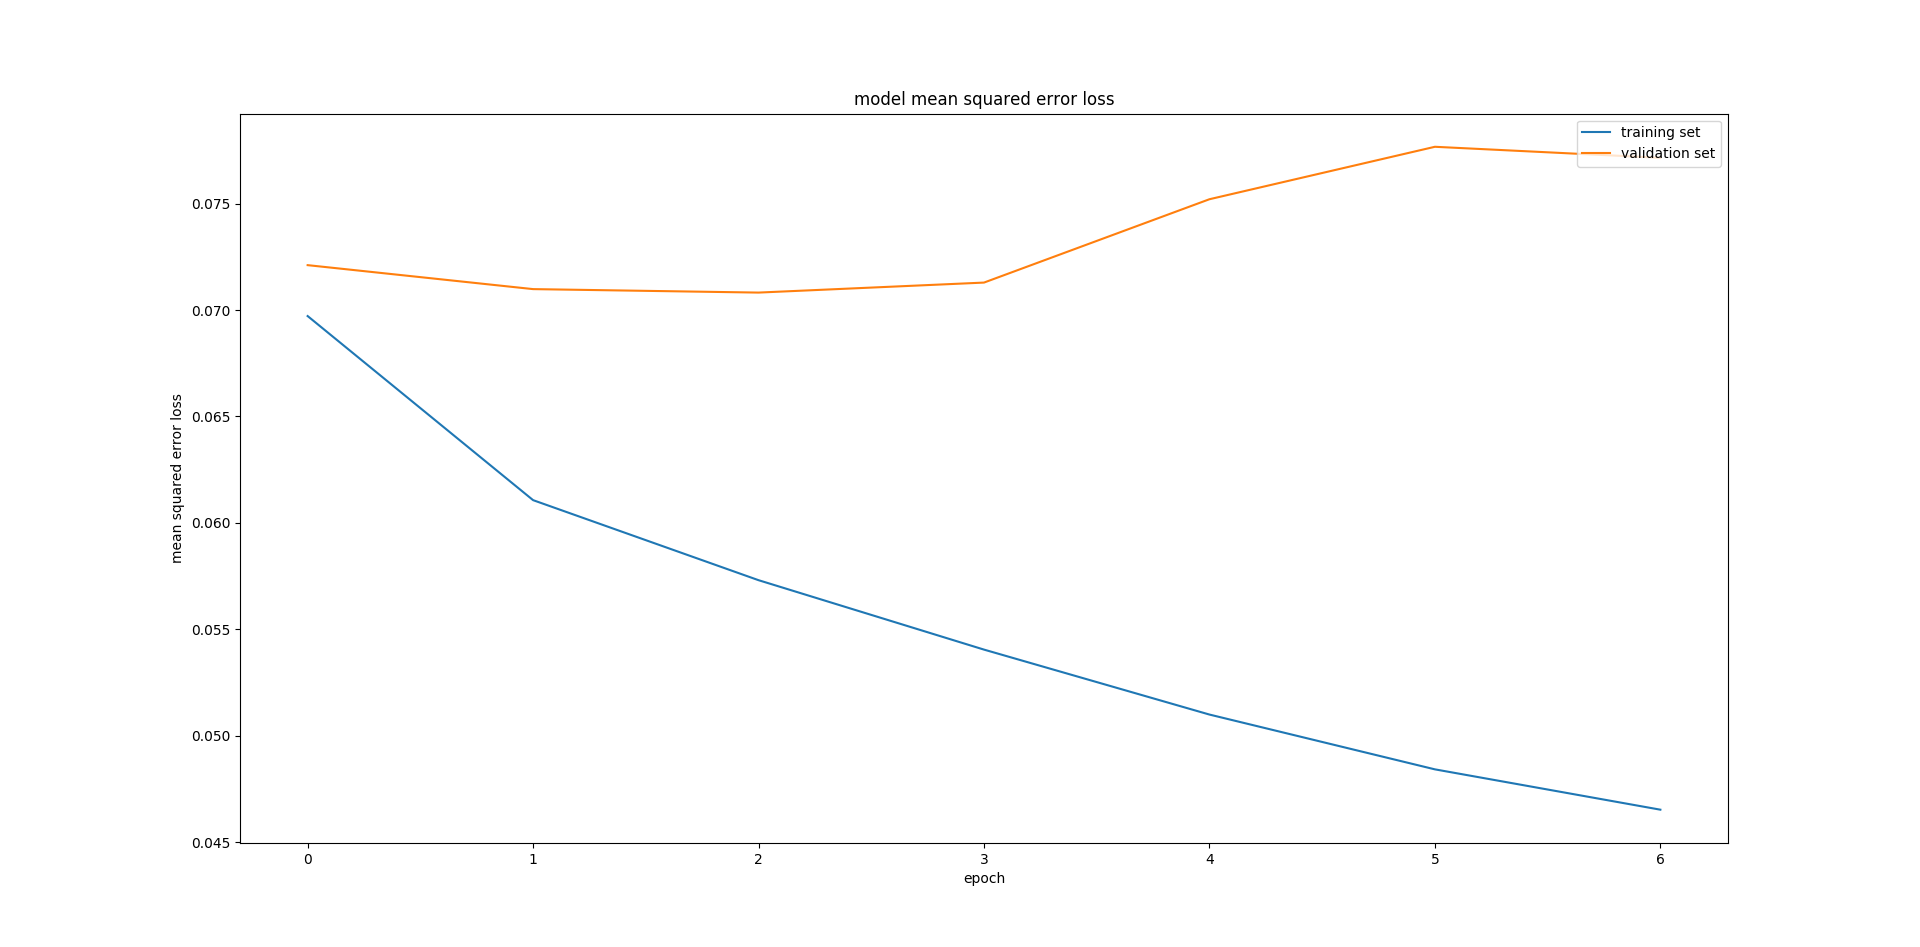 model mean squared error loss
training set
validation set
0.075
0.070
0.065
0.060
0.055
0.050
0.045
mean squared error loss
0 1 2 3 4 5 6
epoch